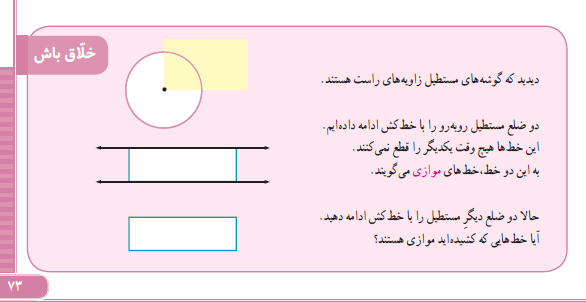 خلّاق باش
دیدید که گوشه‌های مستطیل زاویه‌های راست هستند.
دو ضلع مستطیل روبه‌رو را با خط‌کش ادامه داده‌ایم.
این خط‌ها هیچ وقت یکدیگر را قطع نمی‌کنند.
به این دو خط، خط‌های موازی می‌گویند.
حالا دو ضلع دیگرِ مستطیل را با خط‌کش ادامه دهید.
آیا خط‌هایی که کشیده‌اید موازی هستند؟
۷۳